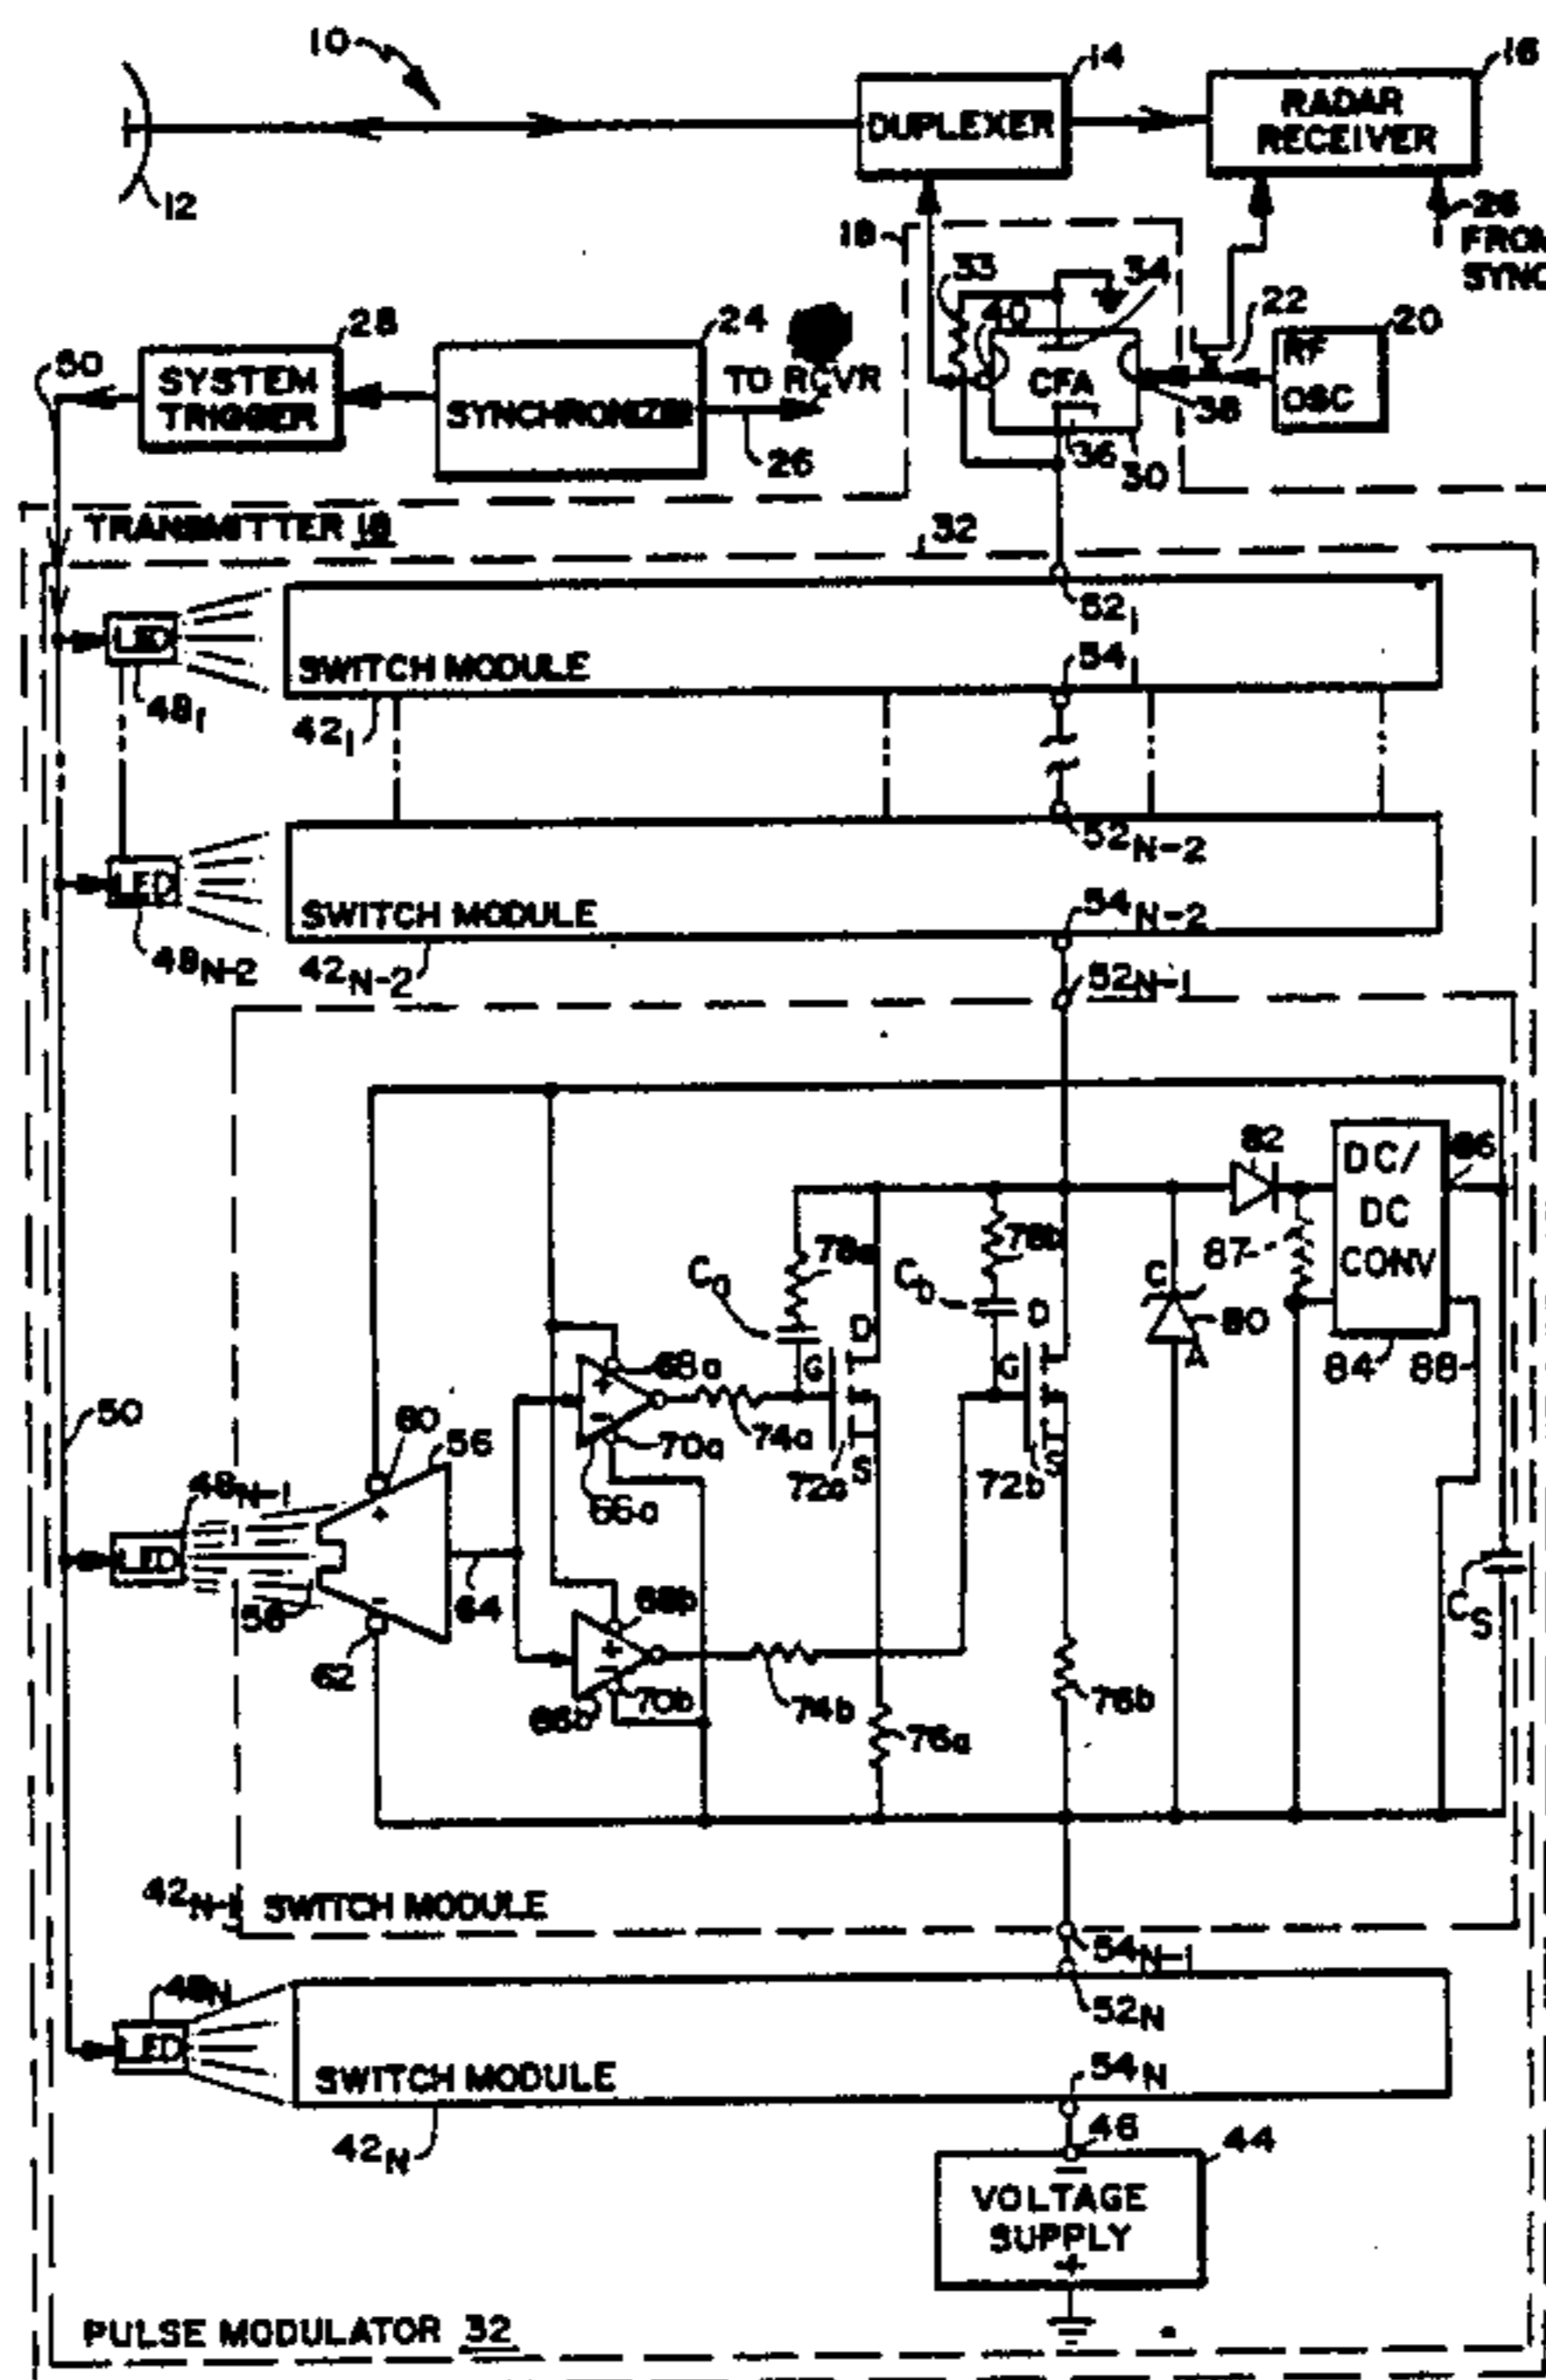 10
14
16
DUPLEXER
RADAR
RECEIVER
12
18
26
FROM
SYNC
33
34
40
22
28
24
20
50
SYSTEM
TRIGGER
SYNCHRONIZER
TO RCVR
CFA
RF
OSC
38
26
36
30
TRANSMITTER 18
32
LED
52₁
SWITCH MODULE
54₁
48₁
42₁
LED
52N-2
SWITCH MODULE
54N-2
48N-2
42N-2
52N-1
82
DC/
DC
CONV
86
78a
78b
87
Ca
Cb
C
D
D
80
A
68a
G
G
84
88
+
−
50
60
56
70a
74a
72a
S
72b
S
48N-1
66a
+
LED
58
−
64
68b
CS
62
+
−
66b
70b
74b
76b
76a
42N-1
SWITCH MODULE
54N-1
48N
52N
LED
SWITCH MODULE
54N
42N
46
44
−
VOLTAGE
SUPPLY
+
PULSE MODULATOR 32